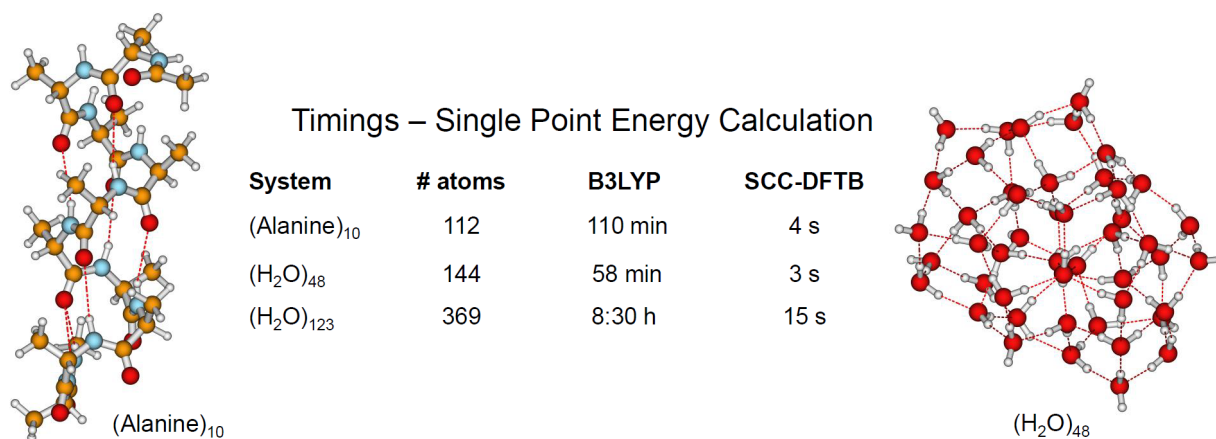 Timings – Single Point Energy Calculation
System # atoms B3LYP SCC-DFTB
(Alanine)₁₀ 112 110 min 4 s
(H₂O)₄₈ 144 58 min 3 s
(H₂O)₁₂₃ 369 8:30 h 15 s
(Alanine)₁₀
(H₂O)₄₈